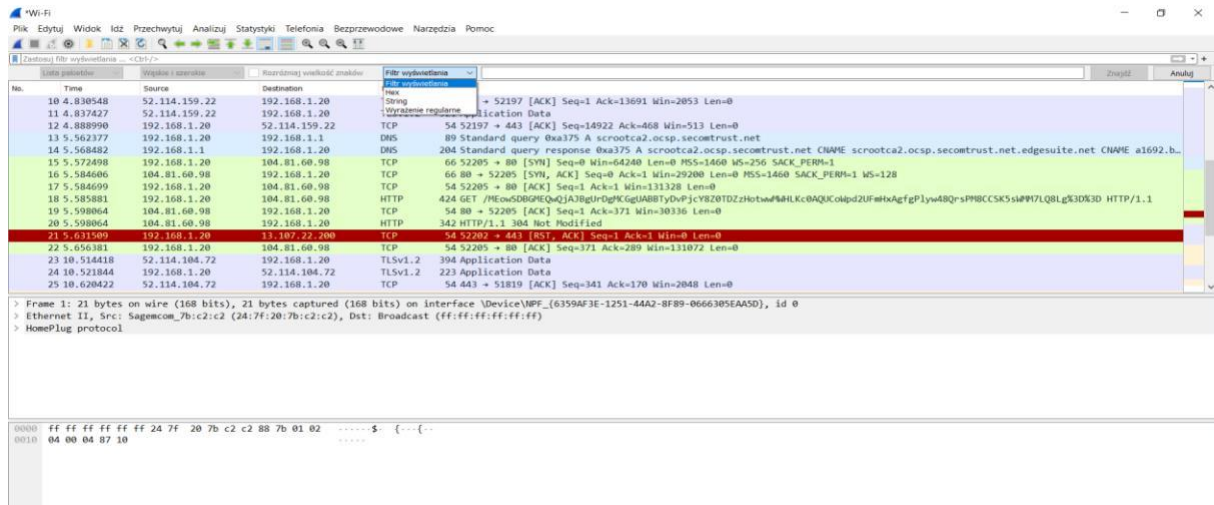 *Wi-Fi
Plik Edytuj Widok Idź Przechwytuj Analizuj Statystyki Telefonia Bezprzewodowe Narzędzia Pomoc
Zastosuj filtr wyświetlania ... <Ctrl-/>
Lista pakietów Wąskie i szerokie Rozróżniaj wielkość znaków Filtr wyświetlania Znajdź Anuluj
Filtr wyświetlania
Hex
String
Wyrażenie regularne
No. Time Source Destination
10 4.830548 52.114.159.22 192.168.1.20 → 52197 [ACK] Seq=1 Ack=13691 Win=2053 Len=0
11 4.837427 52.114.159.22 192.168.1.20 lication Data
12 4.888990 192.168.1.20 52.114.159.22 TCP 54 52197 → 443 [ACK] Seq=14922 Ack=468 Win=513 Len=0
13 5.562377 192.168.1.20 192.168.1.1 DNS 89 Standard query 0xa375 A scrootca2.ocsp.secomtrust.net
14 5.568482 192.168.1.1 192.168.1.20 DNS 204 Standard query response 0xa375 A scrootca2.ocsp.secomtrust.net CNAME scrootca2.ocsp.secomtrust.net.edgesuite.net CNAME a1692.b...
15 5.572498 192.168.1.20 104.81.60.98 TCP 66 52205 → 80 [SYN] Seq=0 Win=64240 Len=0 MSS=1460 WS=256 SACK_PERM=1
16 5.584606 104.81.60.98 192.168.1.20 TCP 66 80 → 52205 [SYN, ACK] Seq=0 Ack=1 Win=29200 Len=0 MSS=1460 SACK_PERM=1 WS=128
17 5.584699 192.168.1.20 104.81.60.98 TCP 54 52205 → 80 [ACK] Seq=1 Ack=1 Win=131328 Len=0
18 5.585881 192.168.1.20 104.81.60.98 HTTP 424 GET HTTP/1.1
19 5.598064 104.81.60.98 192.168.1.20 TCP 54 80 → 52205 [ACK] Seq=1 Ack=371 Win=30336 Len=0
20 5.598064 104.81.60.98 192.168.1.20 HTTP 342 HTTP/1.1 304 Not Modified
21 5.631509 192.168.1.20 13.107.22.200 TCP 54 52202 → 443 [RST, ACK] Seq=1 Ack=1 Win=0 Len=0
22 5.656381 192.168.1.20 104.81.60.98 TCP 54 52205 → 80 [ACK] Seq=371 Ack=289 Win=131072 Len=0
23 10.514418 52.114.104.72 192.168.1.20 TLSv1.2 394 Application Data
24 10.521844 192.168.1.20 52.114.104.72 TLSv1.2 223 Application Data
25 10.620422 52.114.104.72 192.168.1.20 TCP 54 443 → 51819 [ACK] Seq=341 Ack=170 Win=2048 Len=0
> Frame 1: 21 bytes on wire (168 bits), 21 bytes captured (168 bits) on interface \Device\NPF_{6359AF3E-1251-44A2-8F89-0666305EAA5D}, id 0
> Ethernet II, Src: Sagemcom_7b:c2:c2 (24:7f:20:7b:c2:c2), Dst: Broadcast (ff:ff:ff:ff:ff:ff)
> HomePlug protocol
0000 ff ff ff ff ff ff 24 7f 20 7b c2 c2 88 7b 01 02 ······$· {···{··
0010 04 00 04 87 10 ·····